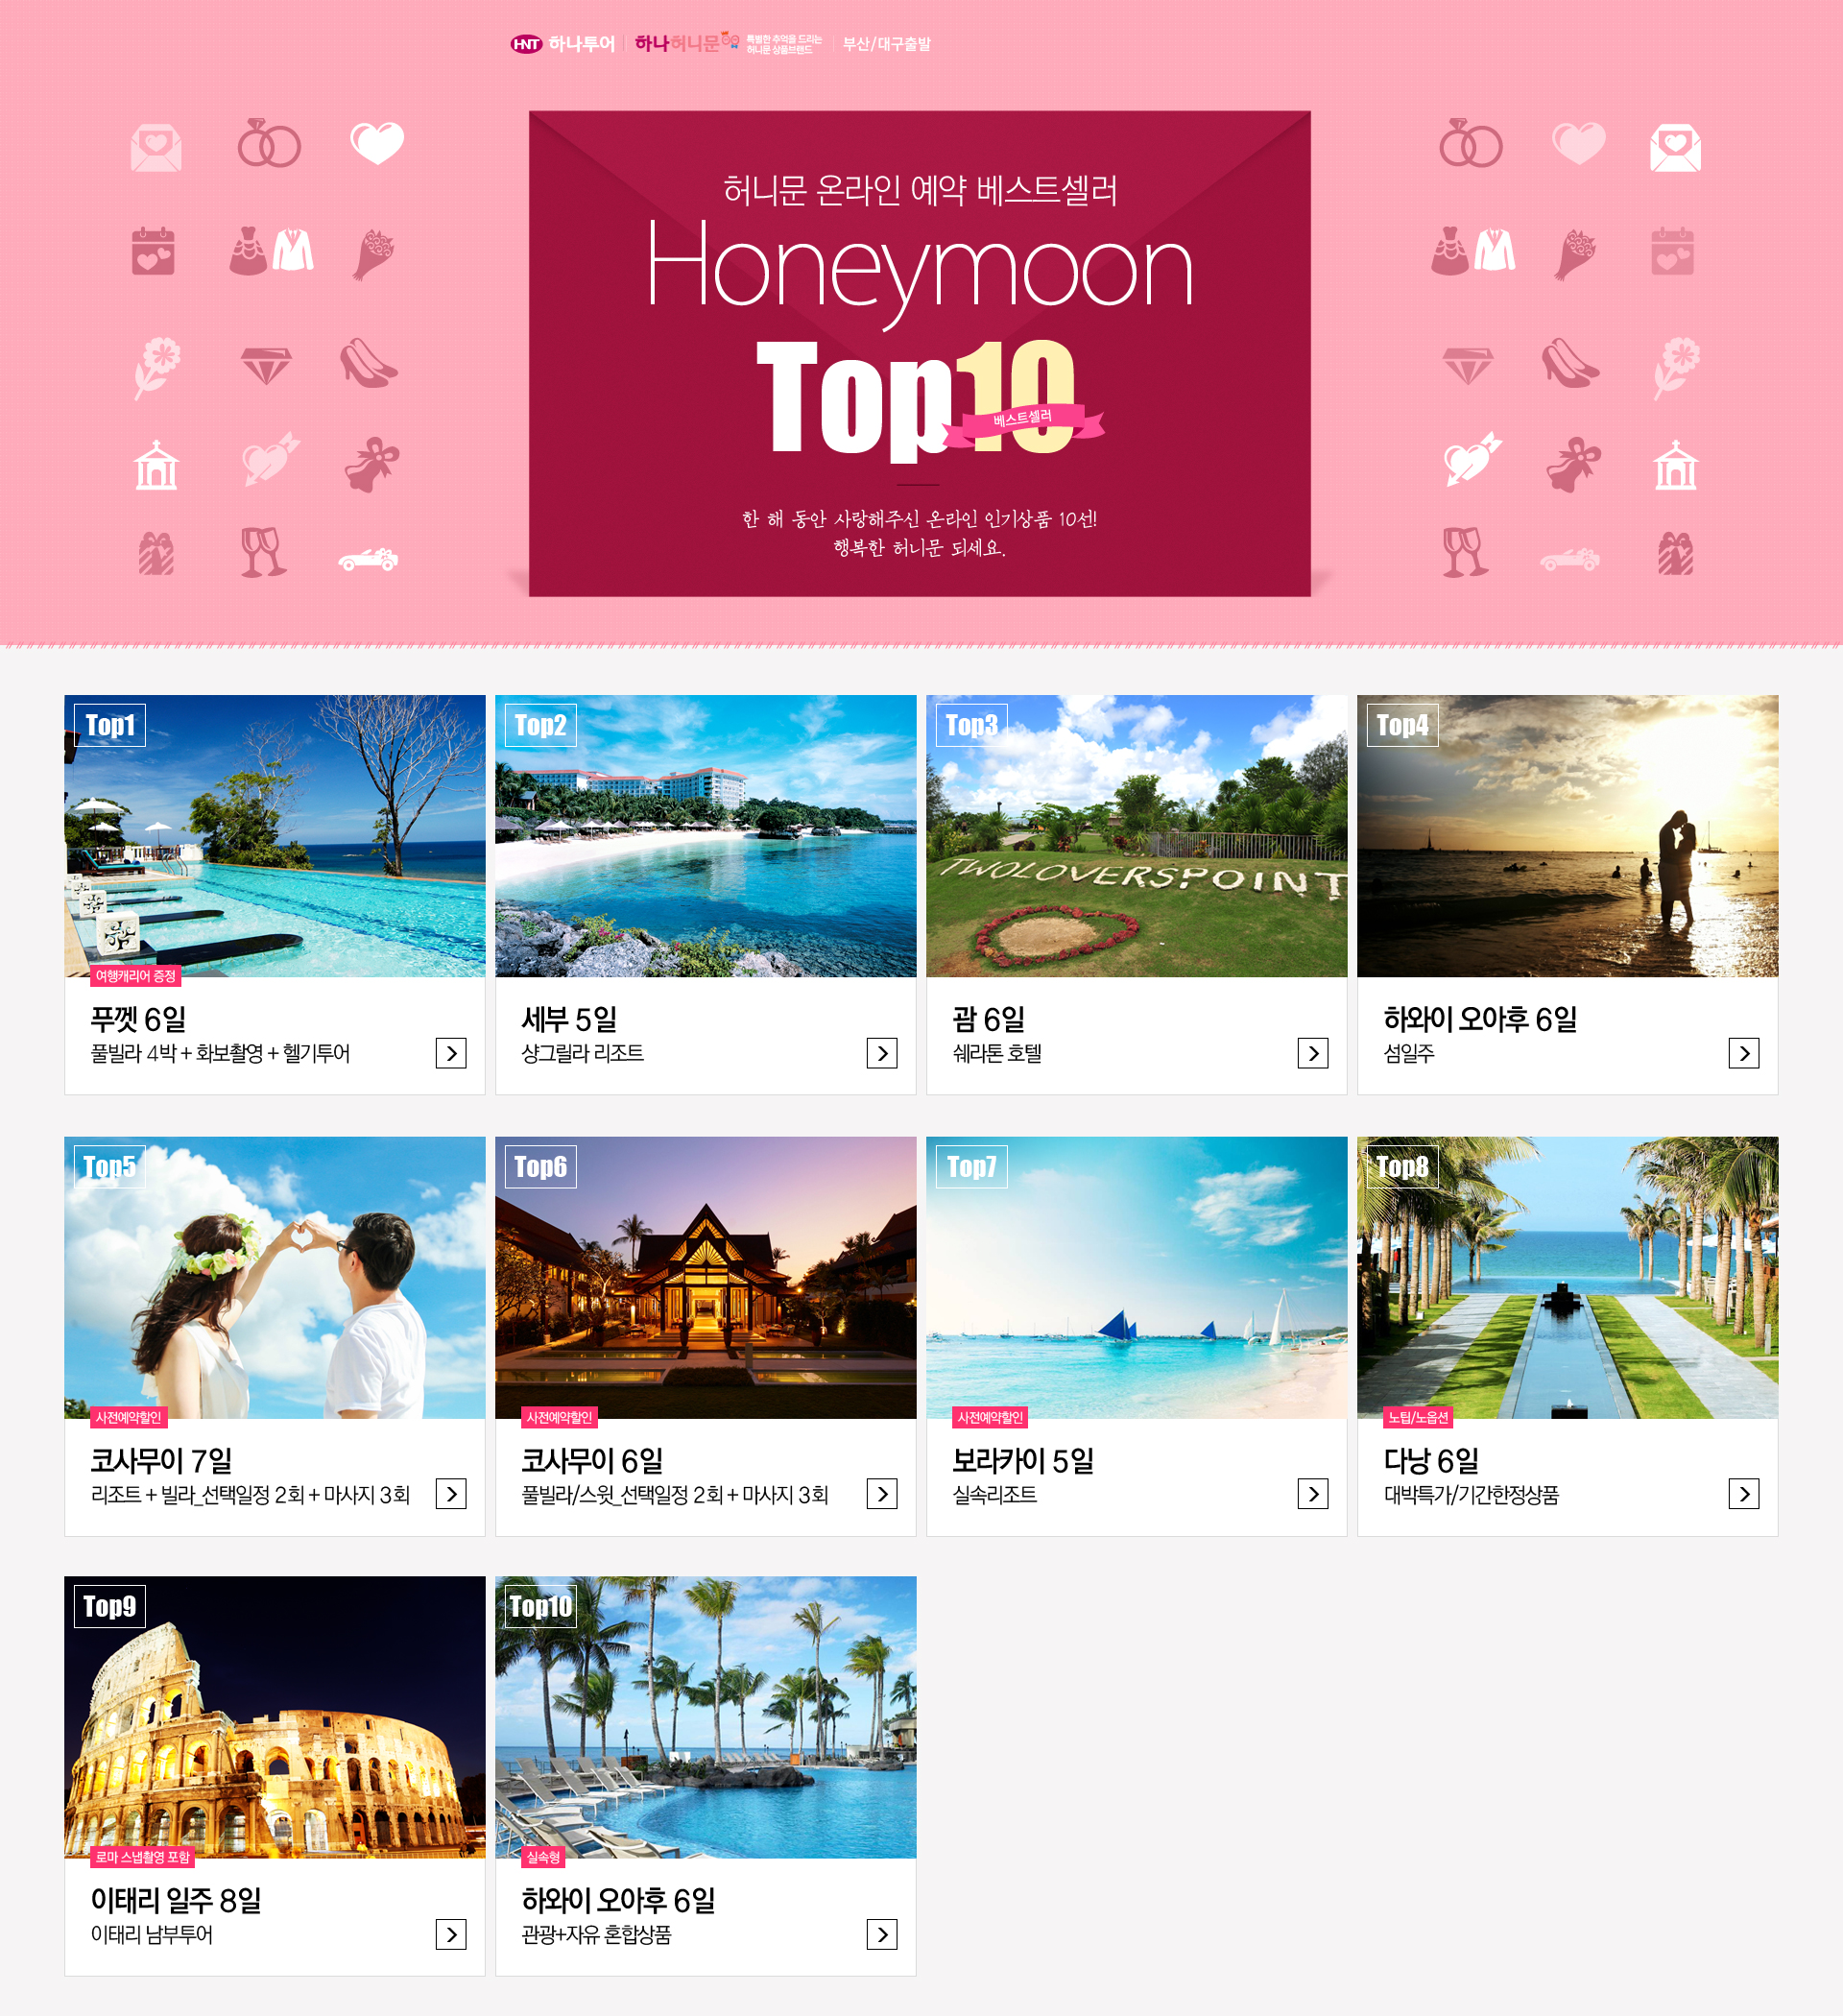 HNT 하나투어 하나허니문 특별한 추억을 드리는 허니문 상품브랜드 부산/대구출발
허니문 온라인 예약 베스트셀러
Honeymoon
Top10
베스트셀러
한 해 동안 사랑해주신 온라인 인기상품 10선!
행복한 허니문 되세요.
Top1
여행캐리어 증정
푸껫 6일
풀빌라 4박 + 화보촬영 + 헬기투어
Top2
세부 5일
샹그릴라 리조트
Top3
TWOLOVERSPOINT
괌 6일
쉐라톤 호텔
Top4
하와이 오아후 6일
섬일주
Top5
사전예약할인
코사무이 7일
리조트 + 빌라_선택일정 2회 + 마사지 3회
Top6
사전예약할인
코사무이 6일
풀빌라/스윗_선택일정 2회 + 마사지 3회
Top7
사전예약할인
보라카이 5일
실속리조트
Top8
노팁/노옵션
다낭 6일
대박특가/기간한정상품
Top9
로마 스냅촬영 포함
이태리 일주 8일
이태리 남부투어
Top10
실속형
하와이 오아후 6일
관광+자유 혼합상품